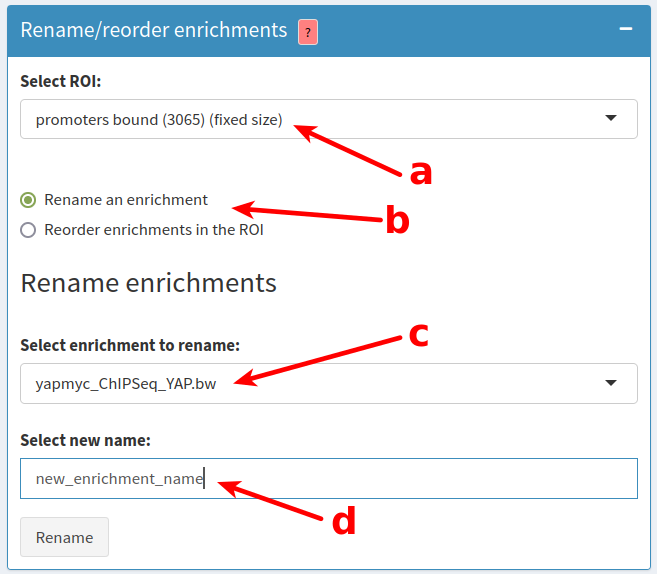 Rename/reorder enrichments ?
Select ROI:
promoters bound (3065) (fixed size)
a
Rename an enrichment
b
Reorder enrichments in the ROI
Rename enrichments
c
Select enrichment to rename:
yapmyc_ChIPSeq_YAP.bw
Select new name:
new_enrichment_name
d
Rename